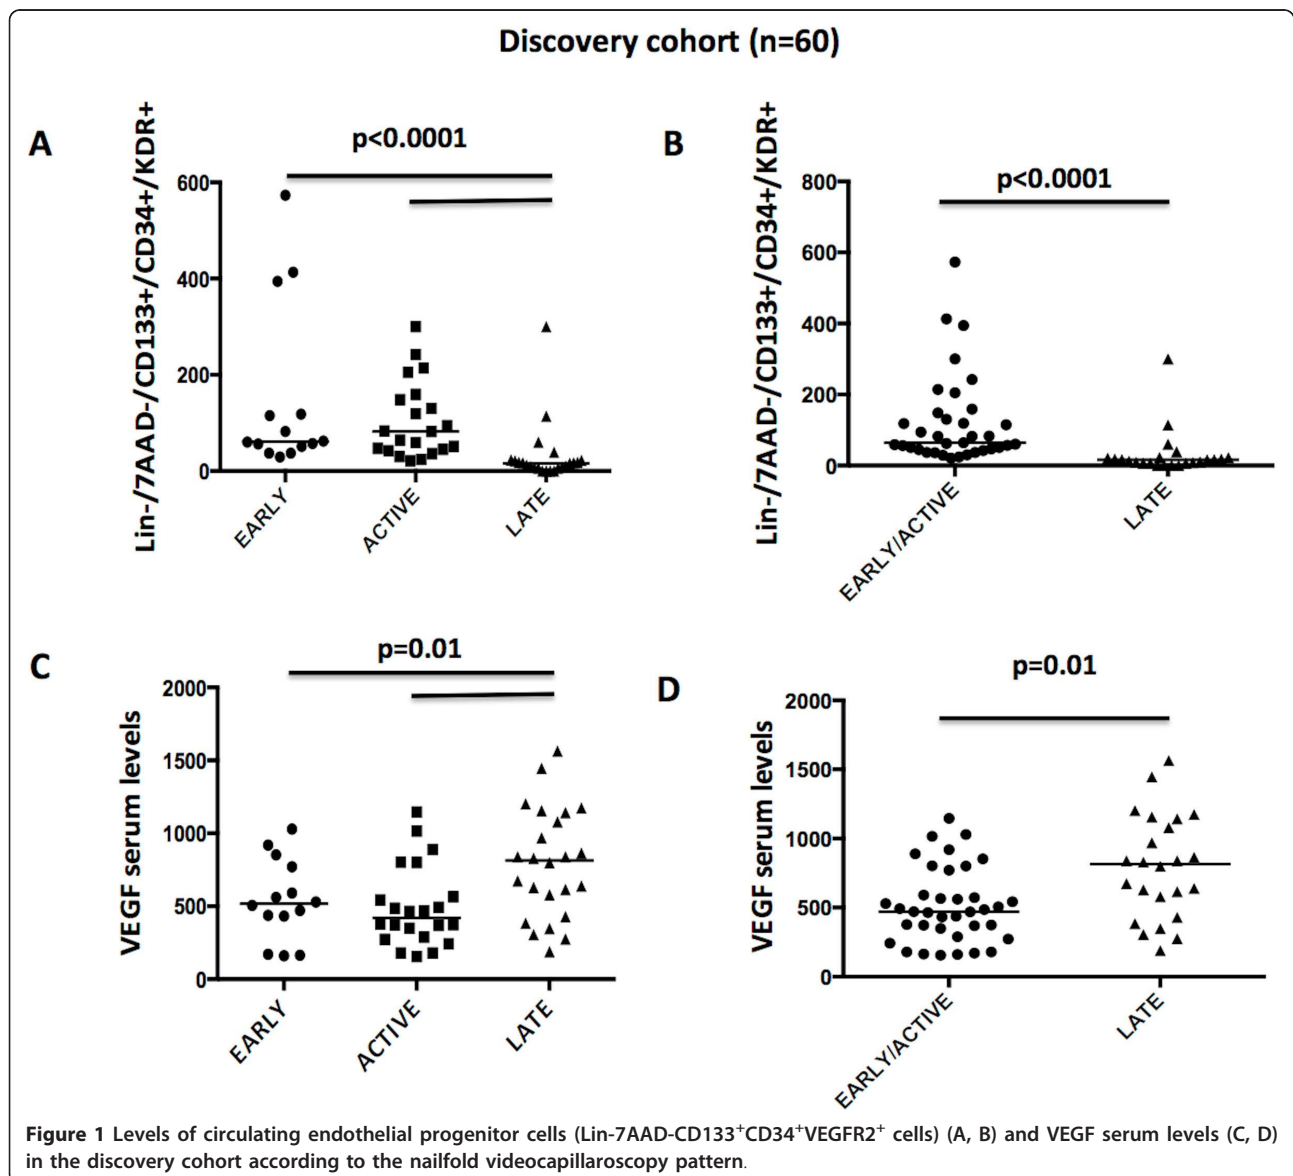 Discovery cohort (n=60)
A
Lin-/7AAD-/CD133+/CD34+/KDR+
p<0.0001
600
400
200
0
EARLY
ACTIVE
LATE
B
Lin-/7AAD-/CD133+/CD34+/KDR+
p<0.0001
800
600
400
200
0
EARLY/ACTIVE
LATE
C
VEGF serum levels
p=0.01
2000
1500
1000
500
0
EARLY
ACTIVE
LATE
D
VEGF serum levels
p=0.01
2000
1500
1000
500
0
EARLY/ACTIVE
LATE
Figure 1 Levels of circulating endothelial progenitor cells (Lin-7AAD-CD133⁺CD34⁺VEGFR2⁺ cells) (A, B) and VEGF serum levels (C, D)
in the discovery cohort according to the nailfold videocapillaroscopy pattern.